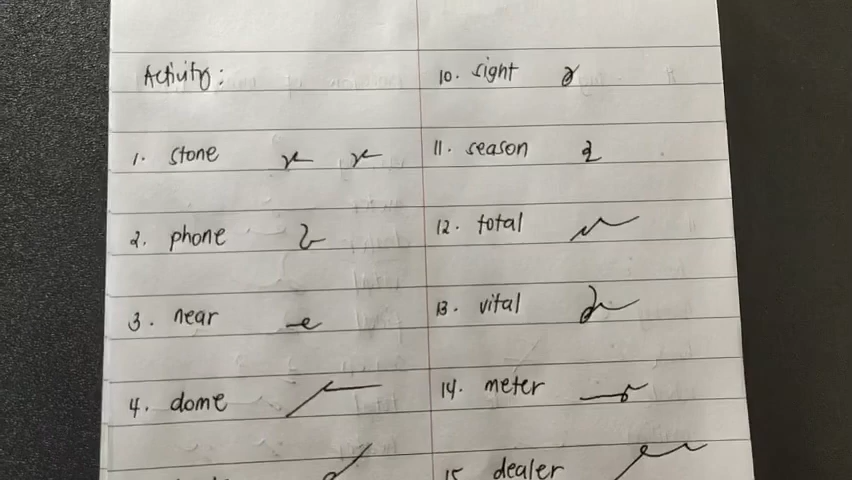 Activity:
1. stone
2. phone
3. near
4. dome
10. sight
11. season
12. total
13. vital
14. meter
15 dealer